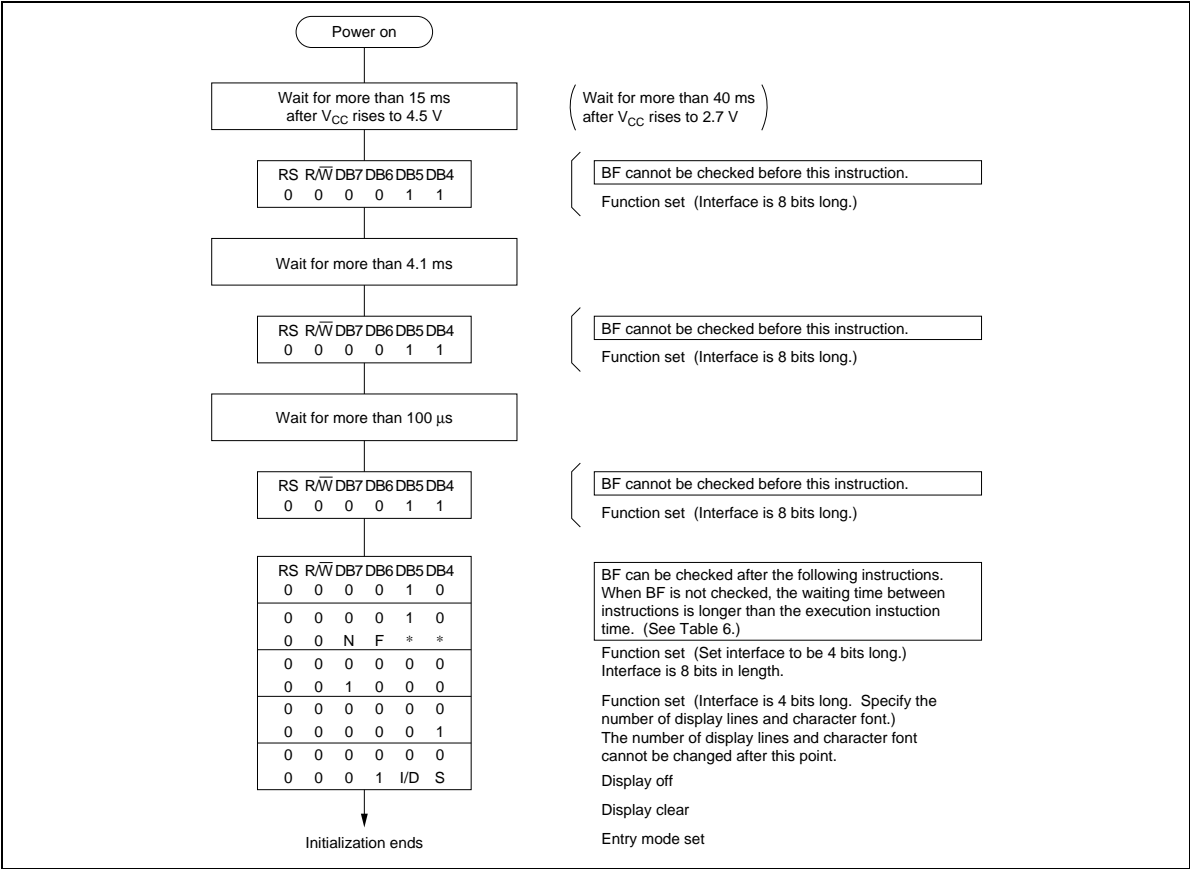 Power on
Wait for more than 15 ms
after VCC rises to 4.5 V
Wait for more than 40 ms
after VCC rises to 2.7 V
RS R/W̅ DB7 DB6 DB5 DB4
0 0 0 0 1 1
BF cannot be checked before this instruction.
Function set (Interface is 8 bits long.)
Wait for more than 4.1 ms
RS R/W̅ DB7 DB6 DB5 DB4
0 0 0 0 1 1
BF cannot be checked before this instruction.
Function set (Interface is 8 bits long.)
Wait for more than 100 μs
RS R/W̅ DB7 DB6 DB5 DB4
0 0 0 0 1 1
BF cannot be checked before this instruction.
Function set (Interface is 8 bits long.)
RS R/W̅ DB7 DB6 DB5 DB4
0 0 0 0 1 0
0 0 0 0 1 0
0 0 N F * *
0 0 0 0 0 0
0 0 1 0 0 0
0 0 0 0 0 0
0 0 0 0 0 1
0 0 0 0 0 0
0 0 0 1 I/D S
Initialization ends
BF can be checked after the following instructions.
When BF is not checked, the waiting time between
instructions is longer than the execution instuction
time. (See Table 6.)
Function set (Set interface to be 4 bits long.)
Interface is 8 bits in length.
Function set (Interface is 4 bits long. Specify the
number of display lines and character font.)
The number of display lines and character font
cannot be changed after this point.
Display off
Display clear
Entry mode set